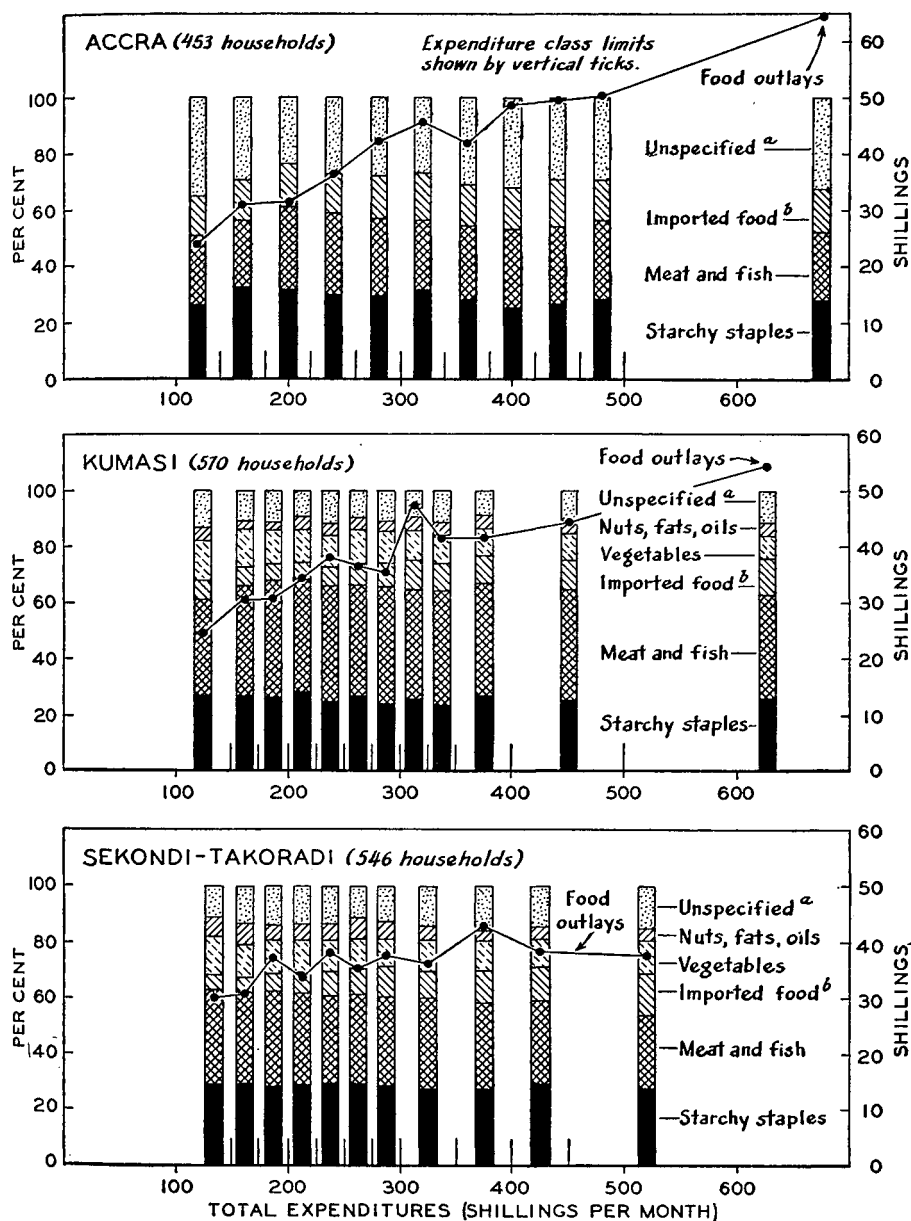 ACCRA (453 households)
Expenditure class limits
shown by vertical ticks.
Food outlays
Unspecified a
Imported food b
Meat and fish
Starchy staples
PER CENT
100
80
60
40
20
0
SHILLINGS
60
50
40
30
20
10
0
100 200 300 400 500 600
KUMASI (570 households)
Food outlays
Unspecified a
Nuts, fats, oils
Vegetables
Imported food b
Meat and fish
Starchy staples
PER CENT
100
80
60
40
20
0
SHILLINGS
60
50
40
30
20
10
0
100 200 300 400 500 600
SEKONDI-TAKORADI (546 households)
Food
outlays
Unspecified a
Nuts, fats, oils
Vegetables
Imported food b
Meat and fish
Starchy staples
PER CENT
100
80
60
40
20
0
SHILLINGS
60
50
40
30
20
10
0
100 200 300 400 500 600
TOTAL EXPENDITURES (SHILLINGS PER MONTH)